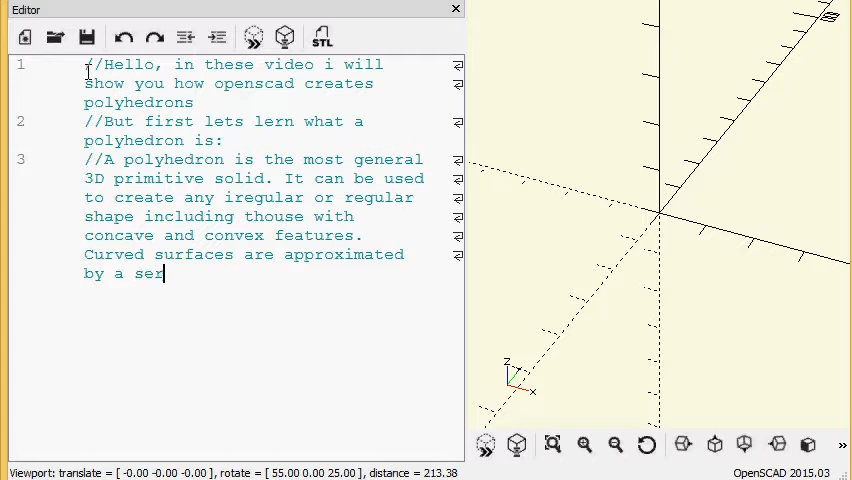 Editor
STL
1 //Hello, in these video i will
show you how openscad creates
polyhedrons
2 //But first lets lern what a
polyhedron is:
3 //A polyhedron is the most general
3D primitive solid. It can be used
to create any iregular or regular
shape including thouse with
concave and convex features.
Curved surfaces are approximated
by a ser
z
x
Viewport: translate = [ -0.00 -0.00 -0.00 ], rotate = [ 55.00 0.00 25.00 ], distance = 213.38
OpenSCAD 2015.03